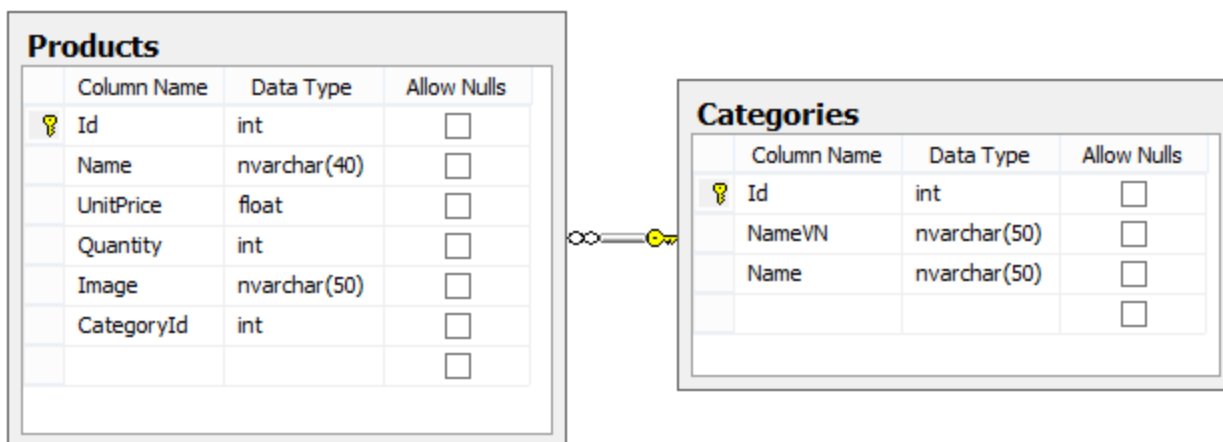 Products
Column Name Data Type Allow Nulls
Id int
Name nvarchar(40)
UnitPrice float
Quantity int
Image nvarchar(50)
CategoryId int
Categories
Column Name Data Type Allow Nulls
Id int
NameVN nvarchar(50)
Name nvarchar(50)